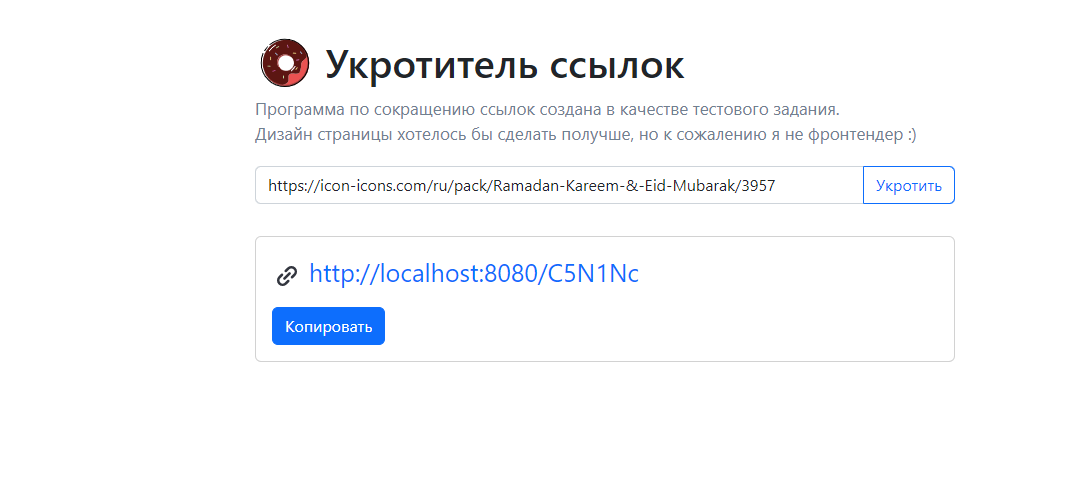 Укротитель ссылок
Программа по сокращению ссылок создана в качестве тестового задания.
Дизайн страницы хотелось бы сделать получше, но к сожалению я не фронтендер :)
https://icon-icons.com/ru/pack/Ramadan-Kareem-&-Eid-Mubarak/3957
Укротить
http://localhost:8080/C5N1Nc
Копировать